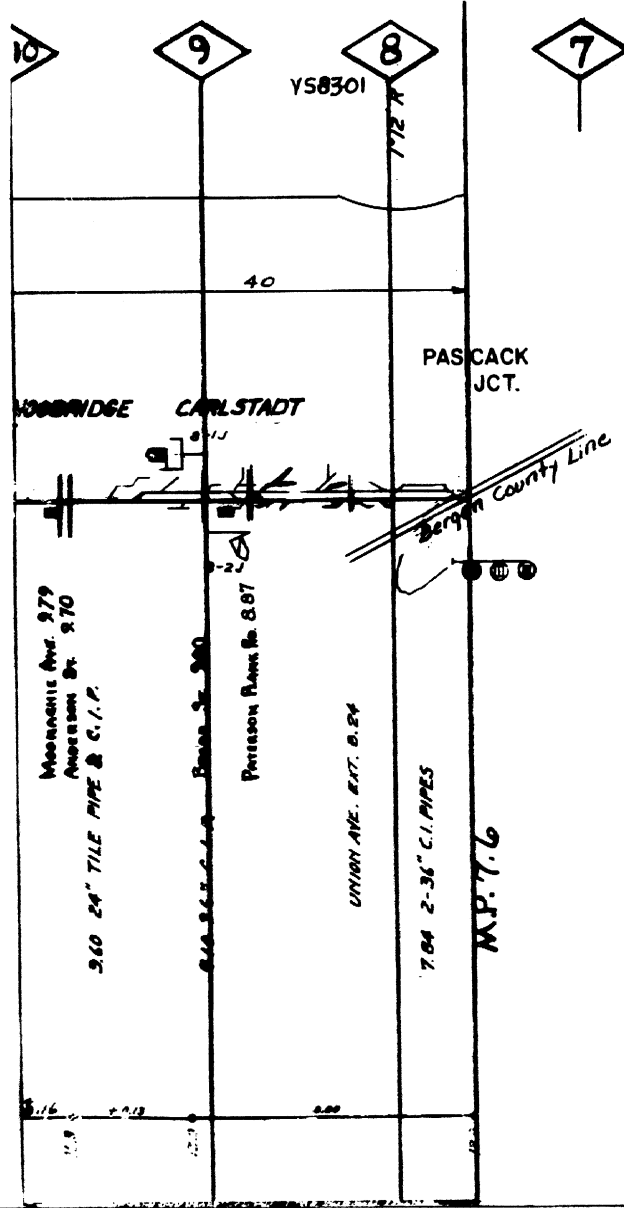 10
9
8
7
YS8301
40
PASCACK
JCT.
CARLSTADT
Bergen County Line
MOONACHIE AVE. 9.79
ANDERSON ST. 9.70
9.60 24" TILE PIPE & C.I.P.
PATERSON PLANK RD. 8.87
UNION AVE. EXT. 8.24
7.84 2-36" C.I. PIPES
M.P. 7.6
0.00